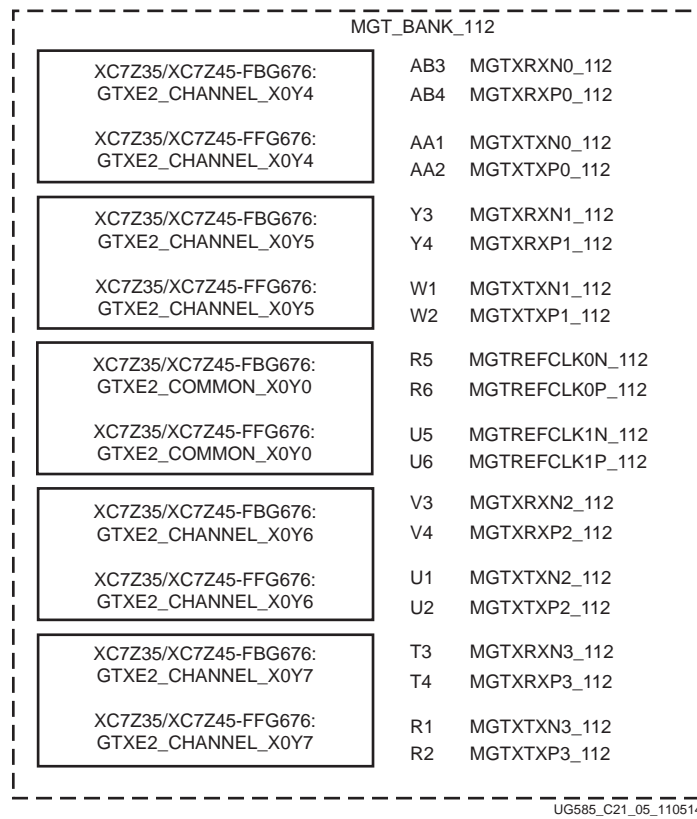 MGT_BANK_112
XC7Z35/XC7Z45-FBG676:
GTXE2_CHANNEL_X0Y4
XC7Z35/XC7Z45-FFG676:
GTXE2_CHANNEL_X0Y4
AB3 MGTXRXN0_112
AB4 MGTXRXP0_112
AA1 MGTXTXN0_112
AA2 MGTXTXP0_112
XC7Z35/XC7Z45-FBG676:
GTXE2_CHANNEL_X0Y5
XC7Z35/XC7Z45-FFG676:
GTXE2_CHANNEL_X0Y5
Y3 MGTXRXN1_112
Y4 MGTXRXP1_112
W1 MGTXTXN1_112
W2 MGTXTXP1_112
XC7Z35/XC7Z45-FBG676:
GTXE2_COMMON_X0Y0
XC7Z35/XC7Z45-FFG676:
GTXE2_COMMON_X0Y0
R5 MGTREFCLK0N_112
R6 MGTREFCLK0P_112
U5 MGTREFCLK1N_112
U6 MGTREFCLK1P_112
XC7Z35/XC7Z45-FBG676:
GTXE2_CHANNEL_X0Y6
XC7Z35/XC7Z45-FFG676:
GTXE2_CHANNEL_X0Y6
V3 MGTXRXN2_112
V4 MGTXRXP2_112
U1 MGTXTXN2_112
U2 MGTXTXP2_112
XC7Z35/XC7Z45-FBG676:
GTXE2_CHANNEL_X0Y7
XC7Z35/XC7Z45-FFG676:
GTXE2_CHANNEL_X0Y7
T3 MGTXRXN3_112
T4 MGTXRXP3_112
R1 MGTXTXN3_112
R2 MGTXTXP3_112
UG585_C21_05_110514